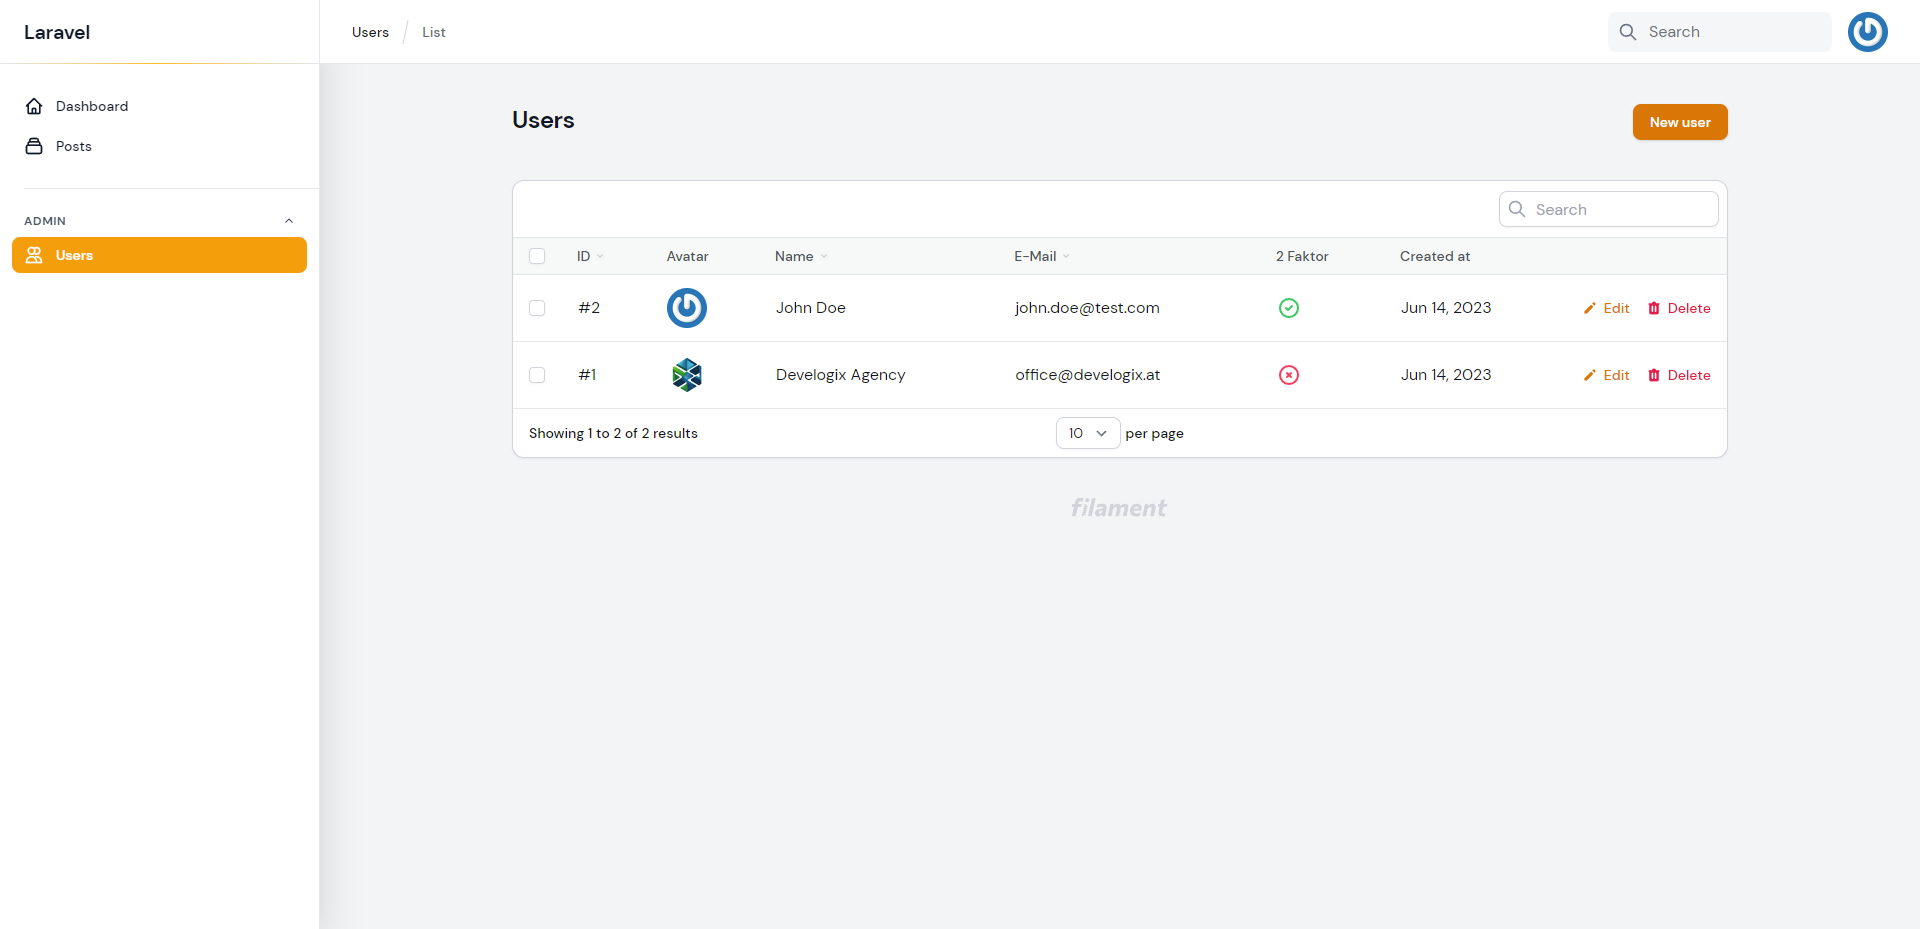 Laravel
Users / List
Search
Dashboard
Posts
ADMIN
Users
Users
New user
Search
ID Avatar Name E-Mail 2 Faktor Created at
#2 John Doe john.doe@test.com Jun 14, 2023 Edit Delete
#1 Develogix Agency office@develogix.at Jun 14, 2023 Edit Delete
Showing 1 to 2 of 2 results 10 per page
filament